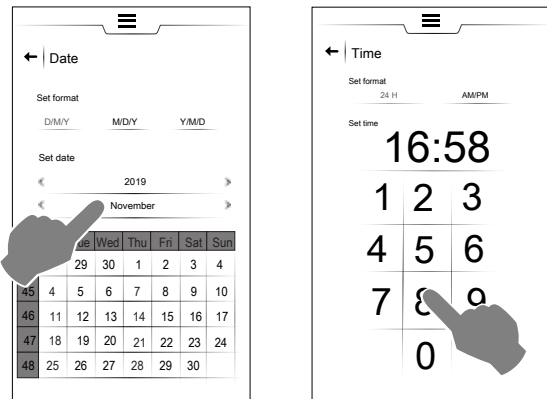 ← Date
Set format
D/M/Y M/D/Y Y/M/D
Set date
2019
November
ue Wed Thu Fri Sat Sun
29 30 1 2 3 4
45 4 5 6 7 8 9 10
46 11 12 13 14 15 16 17
47 18 19 20 21 22 23 24
48 25 26 27 28 29 30
← Time
Set format
24 H AM/PM
Set time
16:58
1 2 3
4 5 6
7 8 9
0